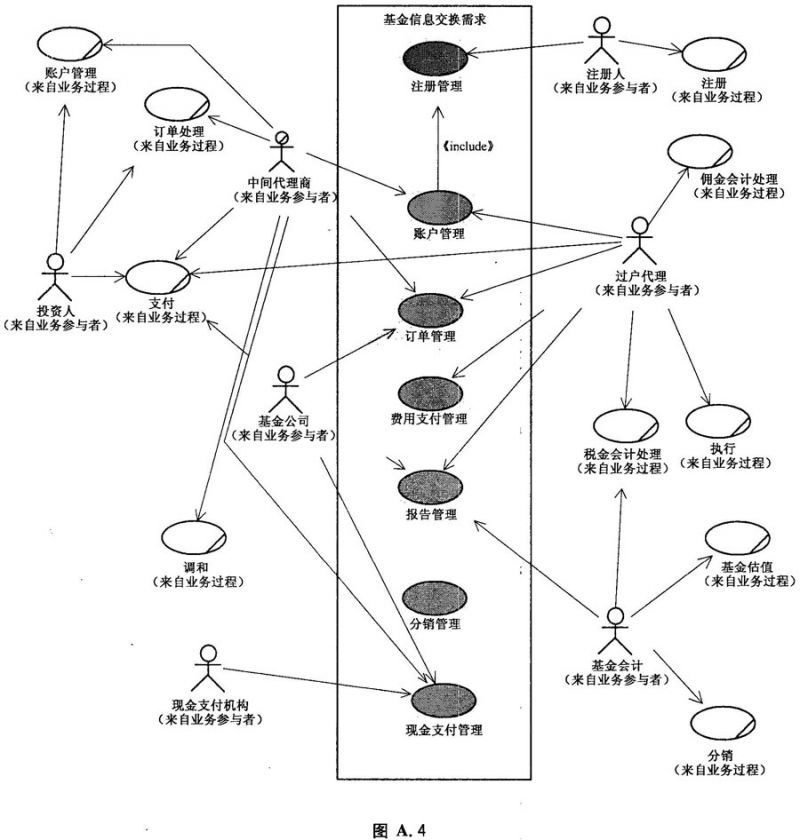 基金信息交换需求
注册管理
注册人
(来自业务参与者)
注册
(来自业务过程)
账户管理
(来自业务过程)
订单处理
(来自业务过程)
《include》
中间代理商
(来自业务参与者)
佣金会计处理
(来自业务过程)
账户管理
过户代理
(来自业务参与者)
投资人
(来自业务参与者)
支付
(来自业务过程)
订单管理
基金公司
(来自业务参与者)
费用支付管理
税金会计处理
(来自业务过程)
执行
(来自业务过程)
报告管理
调和
(来自业务过程)
基金估值
(来自业务过程)
分销管理
基金会计
(来自业务参与者)
现金支付机构
(来自业务参与者)
现金支付管理
分销
(来自业务过程)
图 A.4